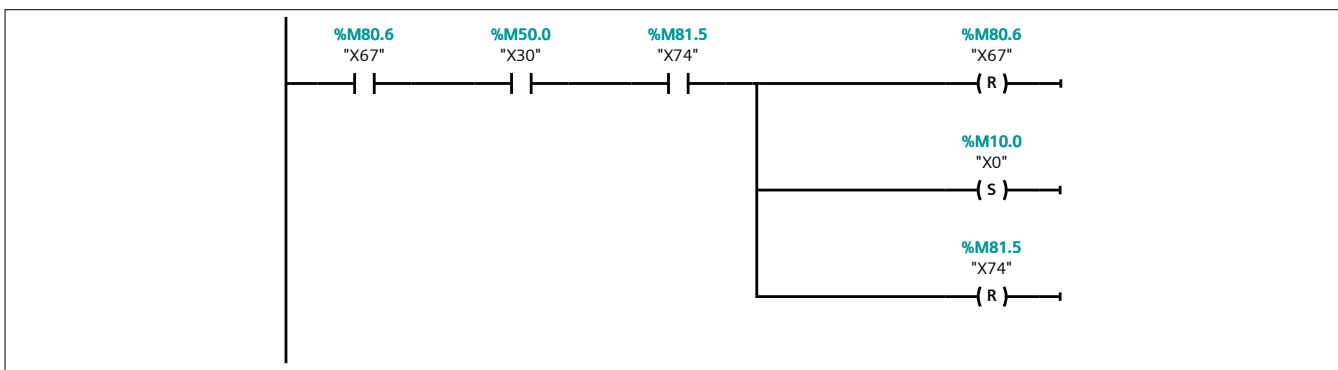 %M80.6
"X67"
%M50.0
"X30"
%M81.5
"X74"
%M80.6
"X67"
R
%M10.0
"X0"
S
%M81.5
"X74"
R